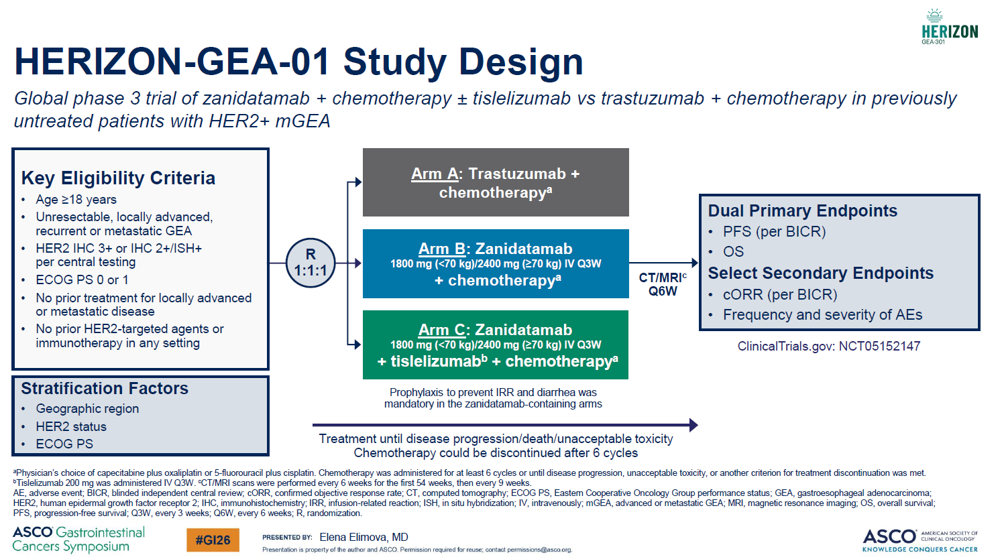 HERIZON
GEA-301
HERIZON-GEA-01 Study Design
Global phase 3 trial of zanidatamab + chemotherapy ± tislelizumab vs trastuzumab + chemotherapy in previously
untreated patients with HER2+ mGEA
Key Eligibility Criteria
• Age ≥18 years
• Unresectable, locally advanced,
recurrent or metastatic GEA
• HER2 IHC 3+ or IHC 2+/ISH+
per central testing
• ECOG PS 0 or 1
• No prior treatment for locally advanced
or metastatic disease
• No prior HER2-targeted agents or
immunotherapy in any setting
Stratification Factors
• Geographic region
• HER2 status
• ECOG PS
R
1:1:1
Arm A: Trastuzumab +
chemotherapyᵃ
Arm B: Zanidatamab
1800 mg (<70 kg)/2400 mg (≥70 kg) IV Q3W
+ chemotherapyᵃ
Arm C: Zanidatamab
1800 mg (<70 kg)/2400 mg (≥70 kg) IV Q3W
+ tislelizumabᵇ + chemotherapyᵃ
Prophylaxis to prevent IRR and diarrhea was
mandatory in the zanidatamab-containing arms
Treatment until disease progression/death/unacceptable toxicity
Chemotherapy could be discontinued after 6 cycles
CT/MRIᶜ
Q6W
Dual Primary Endpoints
• PFS (per BICR)
• OS
Select Secondary Endpoints
• cORR (per BICR)
• Frequency and severity of AEs
ClinicalTrials.gov: NCT05152147
ᵃPhysician's choice of capecitabine plus oxaliplatin or 5-fluorouracil plus cisplatin. Chemotherapy was administered for at least 6 cycles or until disease progression, unacceptable toxicity, or another criterion for treatment discontinuation was met.
ᵇTislelizumab 200 mg was administered IV Q3W. ᶜCT/MRI scans were performed every 6 weeks for the first 54 weeks, then every 9 weeks.
AE, adverse event; BICR, blinded independent central review; cORR, confirmed objective response rate; CT, computed tomography; ECOG PS, Eastern Cooperative Oncology Group performance status; GEA, gastroesophageal adenocarcinoma;
HER2, human epidermal growth factor receptor 2; IHC, immunohistochemistry; IRR, infusion-related reaction; ISH, in situ hybridization; IV, intravenously; mGEA, advanced or metastatic GEA; MRI, magnetic resonance imaging; OS, overall survival;
PFS, progression-free survival; Q3W, every 3 weeks; Q6W, every 6 weeks; R, randomization.
ASCO Gastrointestinal
Cancers Symposium
#GI26
PRESENTED BY: Elena Elimova, MD
Presentation is property of the author and ASCO. Permission required for reuse; contact permissions@asco.org.
ASCO AMERICAN SOCIETY OF
CLINICAL ONCOLOGY
KNOWLEDGE CONQUERS CANCER